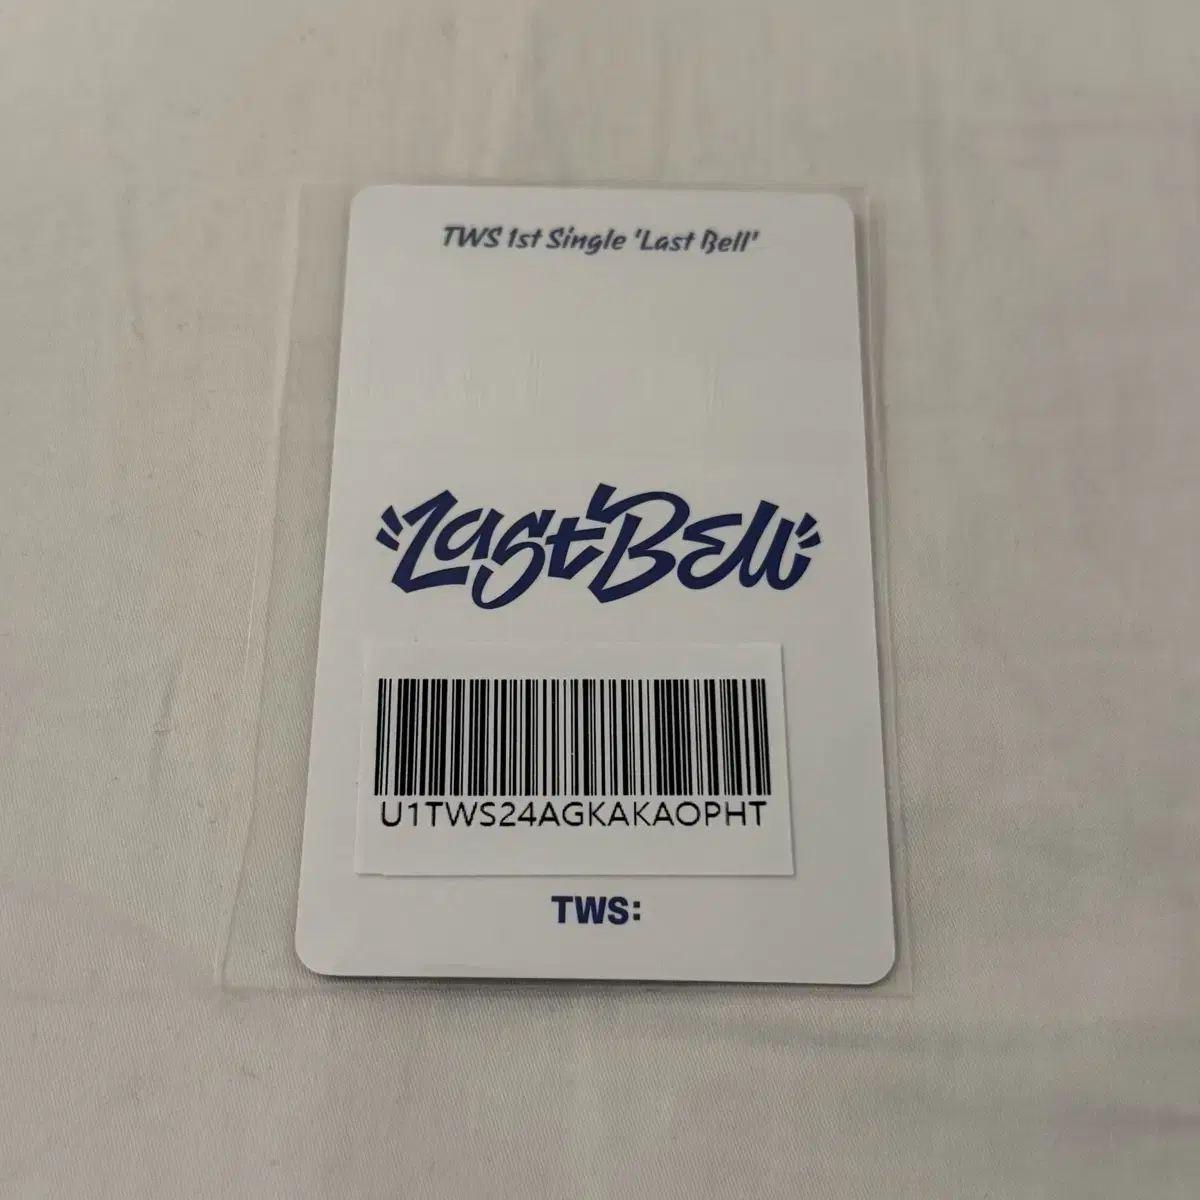 TWS 1st Single 'Last Bell'
Last Bell
U1TWS24AGKAKAOPHT
TWS: